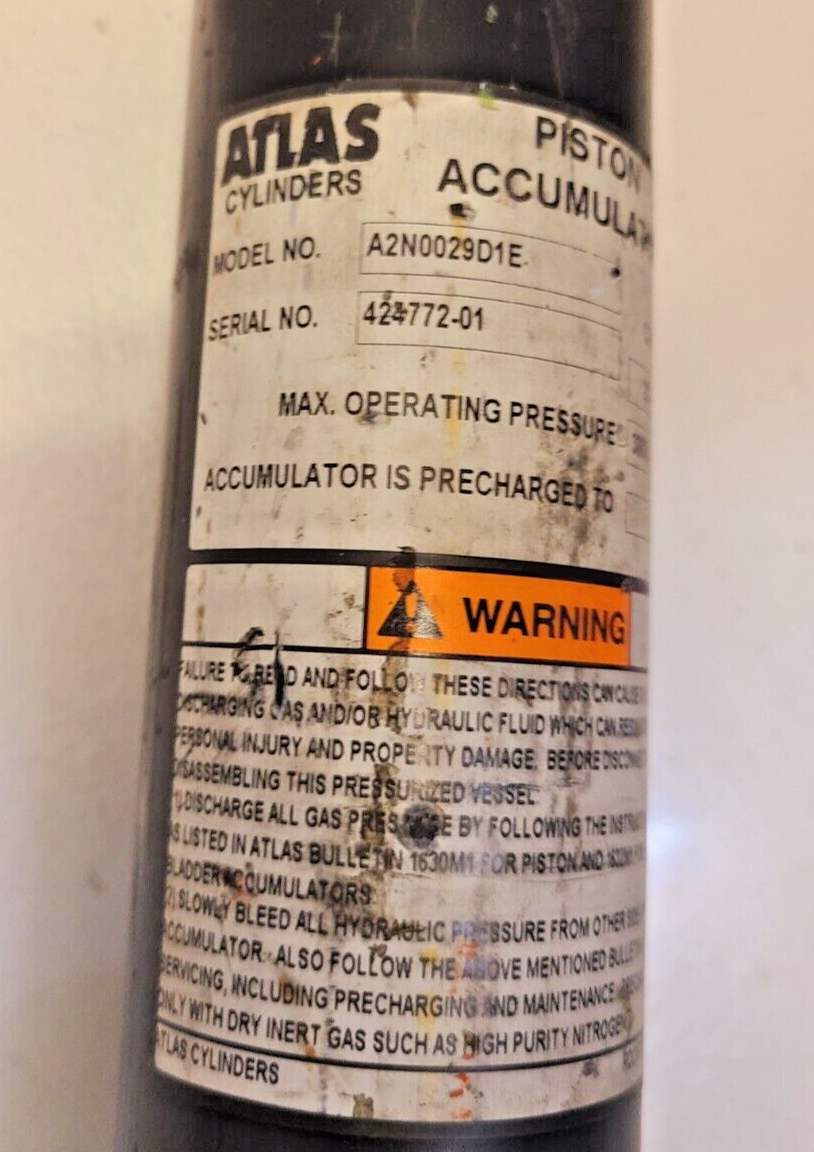 ATLAS
CYLINDERS
PISTON
ACCUMULAT
MODEL NO. A2N0029D1E
SERIAL NO. 424772-01
MAX. OPERATING PRESSURE
ACCUMULATOR IS PRECHARGED TO
WARNING
FAILURE TO READ AND FOLLOW THESE DIRECTIONS CAN CAUSE
DISCHARGING GAS AND/OR HYDRAULIC FLUID WHICH CAN
PERSONAL INJURY AND PROPERTY DAMAGE. BEFORE
DISASSEMBLING THIS PRESSURIZED VESSEL:
1) DISCHARGE ALL GAS PRESSURE BY FOLLOWING THE
AS LISTED IN ATLAS BULLETIN 1630M1 FOR PISTON AND
BLADDER ACCUMULATORS.
2) SLOWLY BLEED ALL HYDRAULIC PRESSURE FROM OTHER
ACCUMULATOR. ALSO FOLLOW THE ABOVE MENTIONED
SERVICING, INCLUDING PRECHARGING AND MAINTENANCE.
ONLY WITH DRY INERT GAS SUCH AS HIGH PURITY NITROGEN
ATLAS CYLINDERS